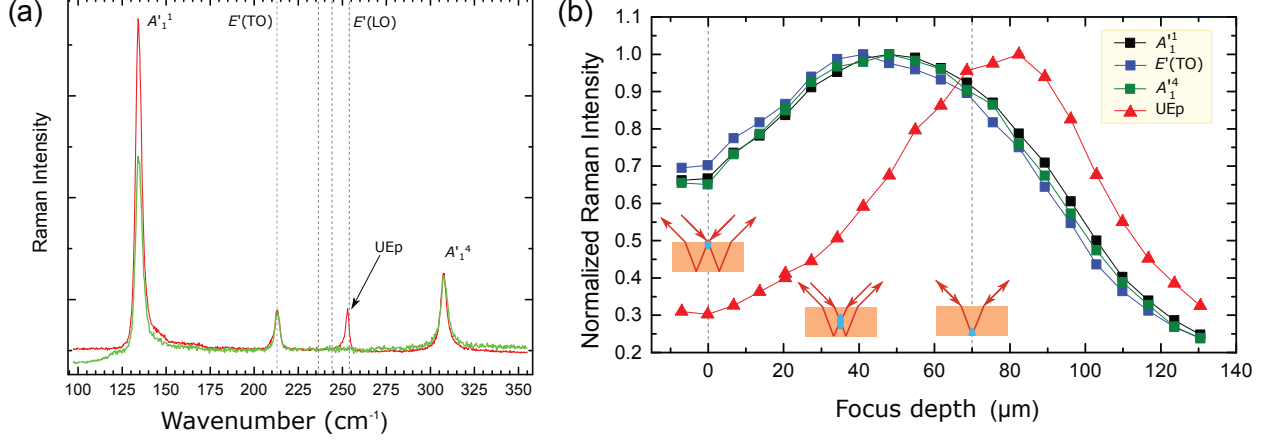 (a)
A'₁¹
E'(TO)
E'(LO)
UEp
A'₁⁴
Raman Intensity
100 125 150 175 200 225 250 275 300 325 350
Wavenumber (cm⁻¹)
(b)
1.1
1.0
0.9
0.8
0.7
0.6
0.5
0.4
0.3
0.2
Normalized Raman Intensity
A'₁¹
E'(TO)
A'₁⁴
UEp
0 20 40 60 80 100 120 140
Focus depth (μm)